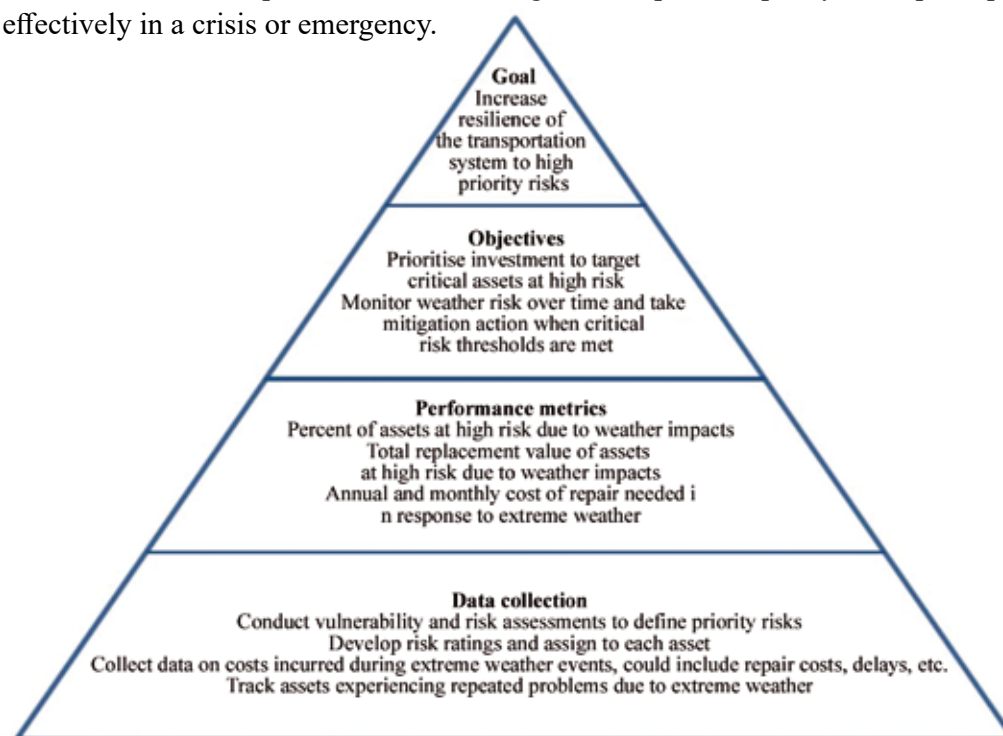 effectively in a crisis or emergency.
Goal
Increase
resilience of
the transportation
system to high
priority risks
Objectives
Prioritise investment to target
critical assets at high risk
Monitor weather risk over time and take
mitigation action when critical
risk thresholds are met
Performance metrics
Percent of assets at high risk due to weather impacts
Total replacement value of assets
at high risk due to weather impacts
Annual and monthly cost of repair needed i
n response to extreme weather
Data collection
Conduct vulnerability and risk assessments to define priority risks
Develop risk ratings and assign to each asset
Collect data on costs incurred during extreme weather events, could include repair costs, delays, etc.
Track assets experiencing repeated problems due to extreme weather